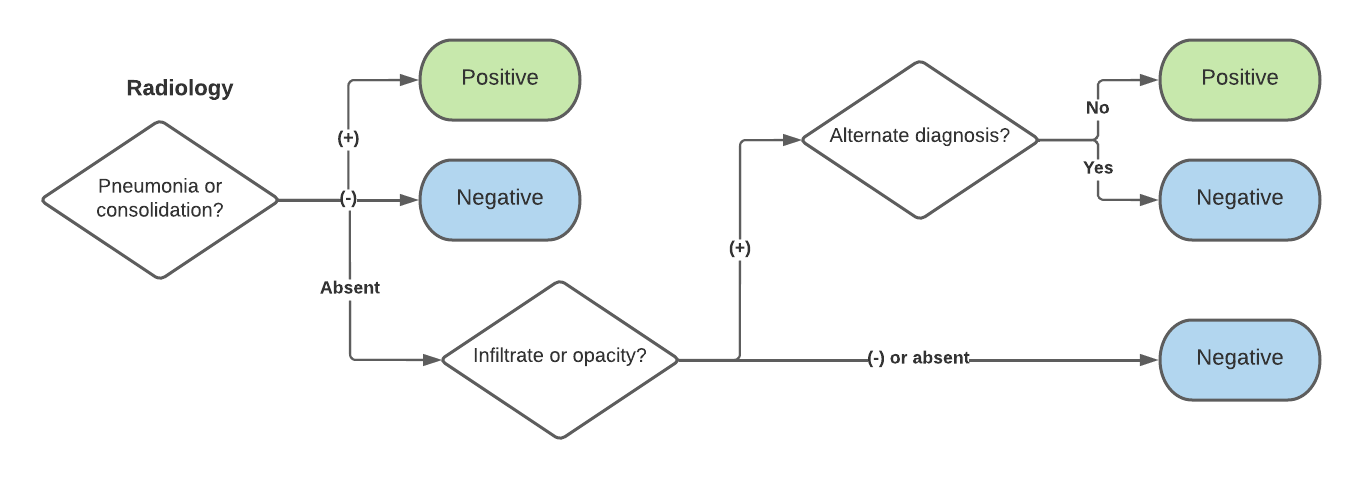 Radiology
Pneumonia or
consolidation?
(+)
Positive
(-)
Negative
Absent
Infiltrate or opacity?
(+)
Alternate diagnosis?
No
Positive
Yes
Negative
(-) or absent
Negative